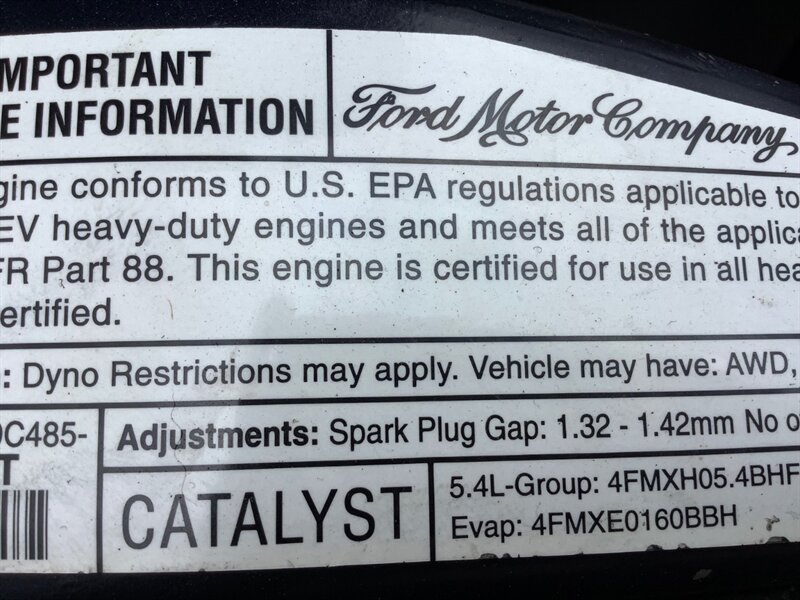 MPORTANT
E INFORMATION
Ford Motor Company
gine conforms to U.S. EPA regulations applicable to
EV heavy-duty engines and meets all of the applica
FR Part 88. This engine is certified for use in all hea
ertified.
: Dyno Restrictions may apply. Vehicle may have: AWD,
9C485-
T
Adjustments: Spark Plug Gap: 1.32 - 1.42mm No o
CATALYST
5.4L-Group: 4FMXH05.4BHF
Evap: 4FMXE0160BBH